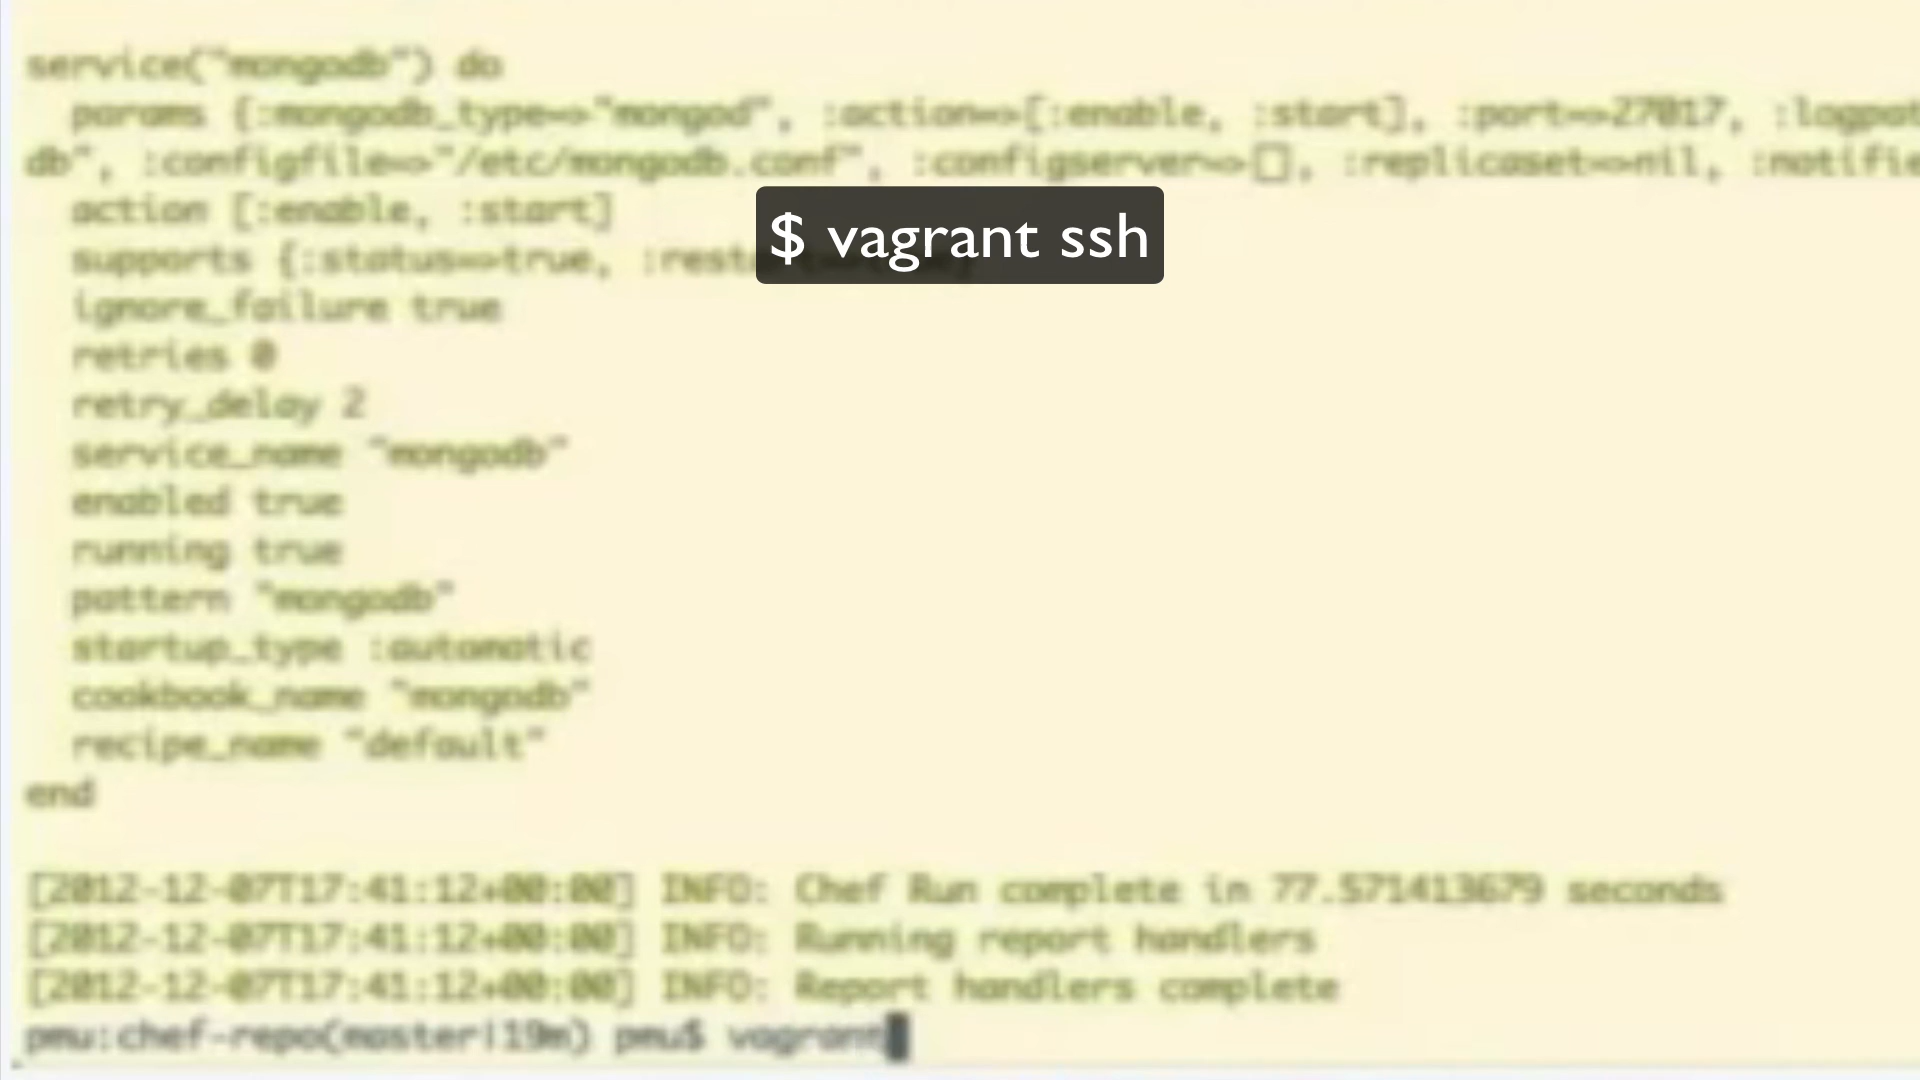 service("mongodb") do
params {:mongodb_type=>"mongod", :action=>[:enable, :start], :port=>27017, :logpat
db", :configfile=>"/etc/mongodb.conf", :configserver=>[], :replicaset=>nil, :notifie
action [:enable, :start]
$ vagrant ssh
supports {:status=>true, :rest
ignore_failure true
retries 0
retry_delay 2
service_name "mongodb"
enabled true
running true
pattern "mongodb"
startup_type :automatic
cookbook_name "mongodb"
recipe_name "default"
end
[2012-12-07T17:41:12+00:00] INFO: Chef Run complete in 77.571413679 seconds
[2012-12-07T17:41:12+00:00] INFO: Running report handlers
[2012-12-07T17:41:12+00:00] INFO: Report handlers complete
pmu:chef-repo(master|19m) pmu$ vagrant